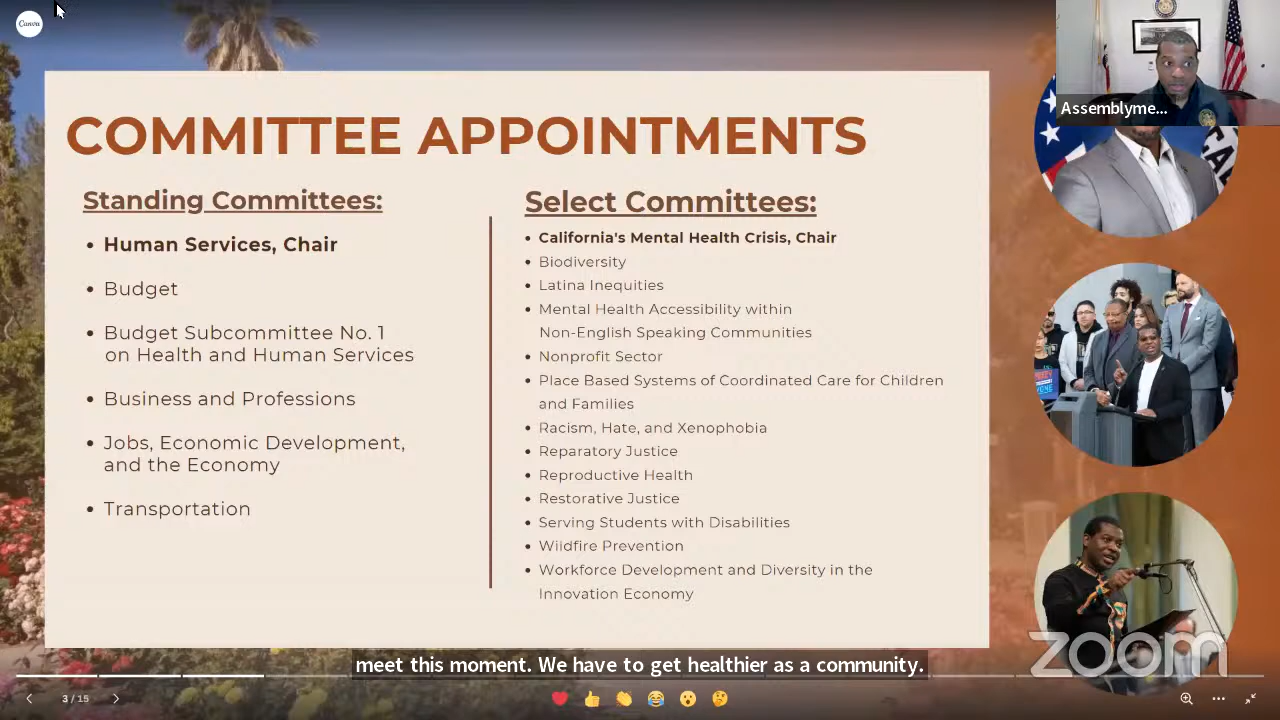 Canva
COMMITTEE APPOINTMENTS
Standing Committees:
Human Services, Chair
Budget
Budget Subcommittee No. 1
on Health and Human Services
Business and Professions
Jobs, Economic Development,
and the Economy
Transportation
Select Committees:
California's Mental Health Crisis, Chair
Biodiversity
Latina Inequities
Mental Health Accessibility within
Non-English Speaking Communities
Nonprofit Sector
Place Based Systems of Coordinated Care for Children
and Families
Racism, Hate, and Xenophobia
Reparatory Justice
Reproductive Health
Restorative Justice
Serving Students with Disabilities
Wildfire Prevention
Workforce Development and Diversity in the
Innovation Economy
Assemblyme...
meet this moment. We have to get healthier as a community.
zoom
3 / 15